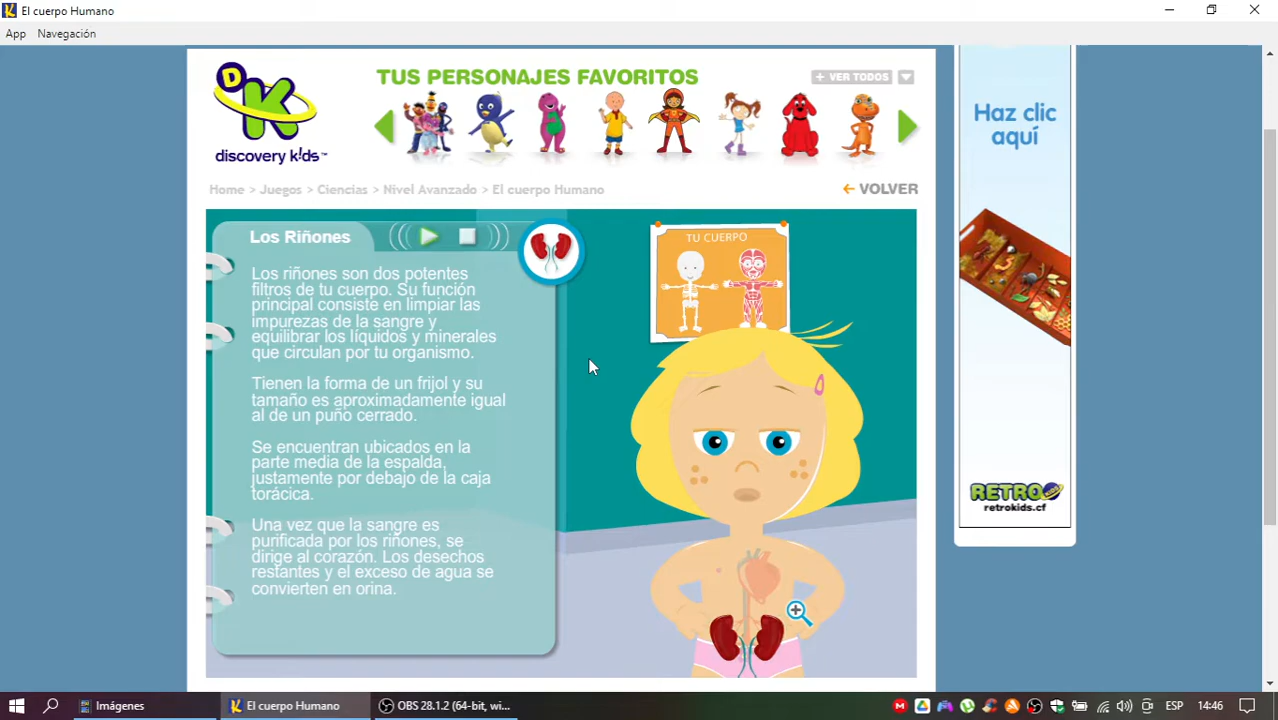 El cuerpo Humano
App Navegación
D K
discovery k!ds™
TUS PERSONAJES FAVORITOS
+ VER TODOS
Home > Juegos > Ciencias > Nivel Avanzado > El cuerpo Humano
VOLVER
Los Riñones
Los riñones son dos potentes
filtros de tu cuerpo. Su función
principal consiste en limpiar las
impurezas de la sangre y
equilibrar los líquidos y minerales
que circulan por tu organismo.
Tienen la forma de un frijol y su
tamaño es aproximadamente igual
al de un puño cerrado.
Se encuentran ubicados en la
parte media de la espalda,
justamente por debajo de la caja
torácica.
Una vez que la sangre es
purificada por los riñones, se
dirige al corazón. Los desechos
restantes y el exceso de agua se
convierten en orina.
TU CUERPO
Haz clic
aquí
RETRO
retrokids.cf
Imágenes
El cuerpo Humano
OBS 28.1.2 (64-bit, wi...
ESP
14:46